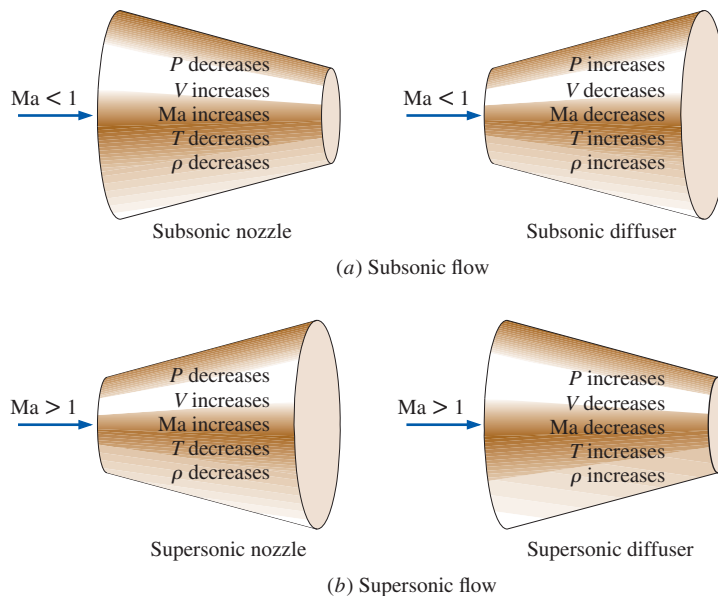 P decreases
V increases
Ma < 1
Ma increases
T decreases
ρ decreases
Subsonic nozzle
P increases
V decreases
Ma < 1
Ma decreases
T increases
ρ increases
Subsonic diffuser
(a) Subsonic flow
P decreases
V increases
Ma > 1
Ma increases
T decreases
ρ decreases
Supersonic nozzle
P increases
V decreases
Ma > 1
Ma decreases
T increases
ρ increases
Supersonic diffuser
(b) Supersonic flow